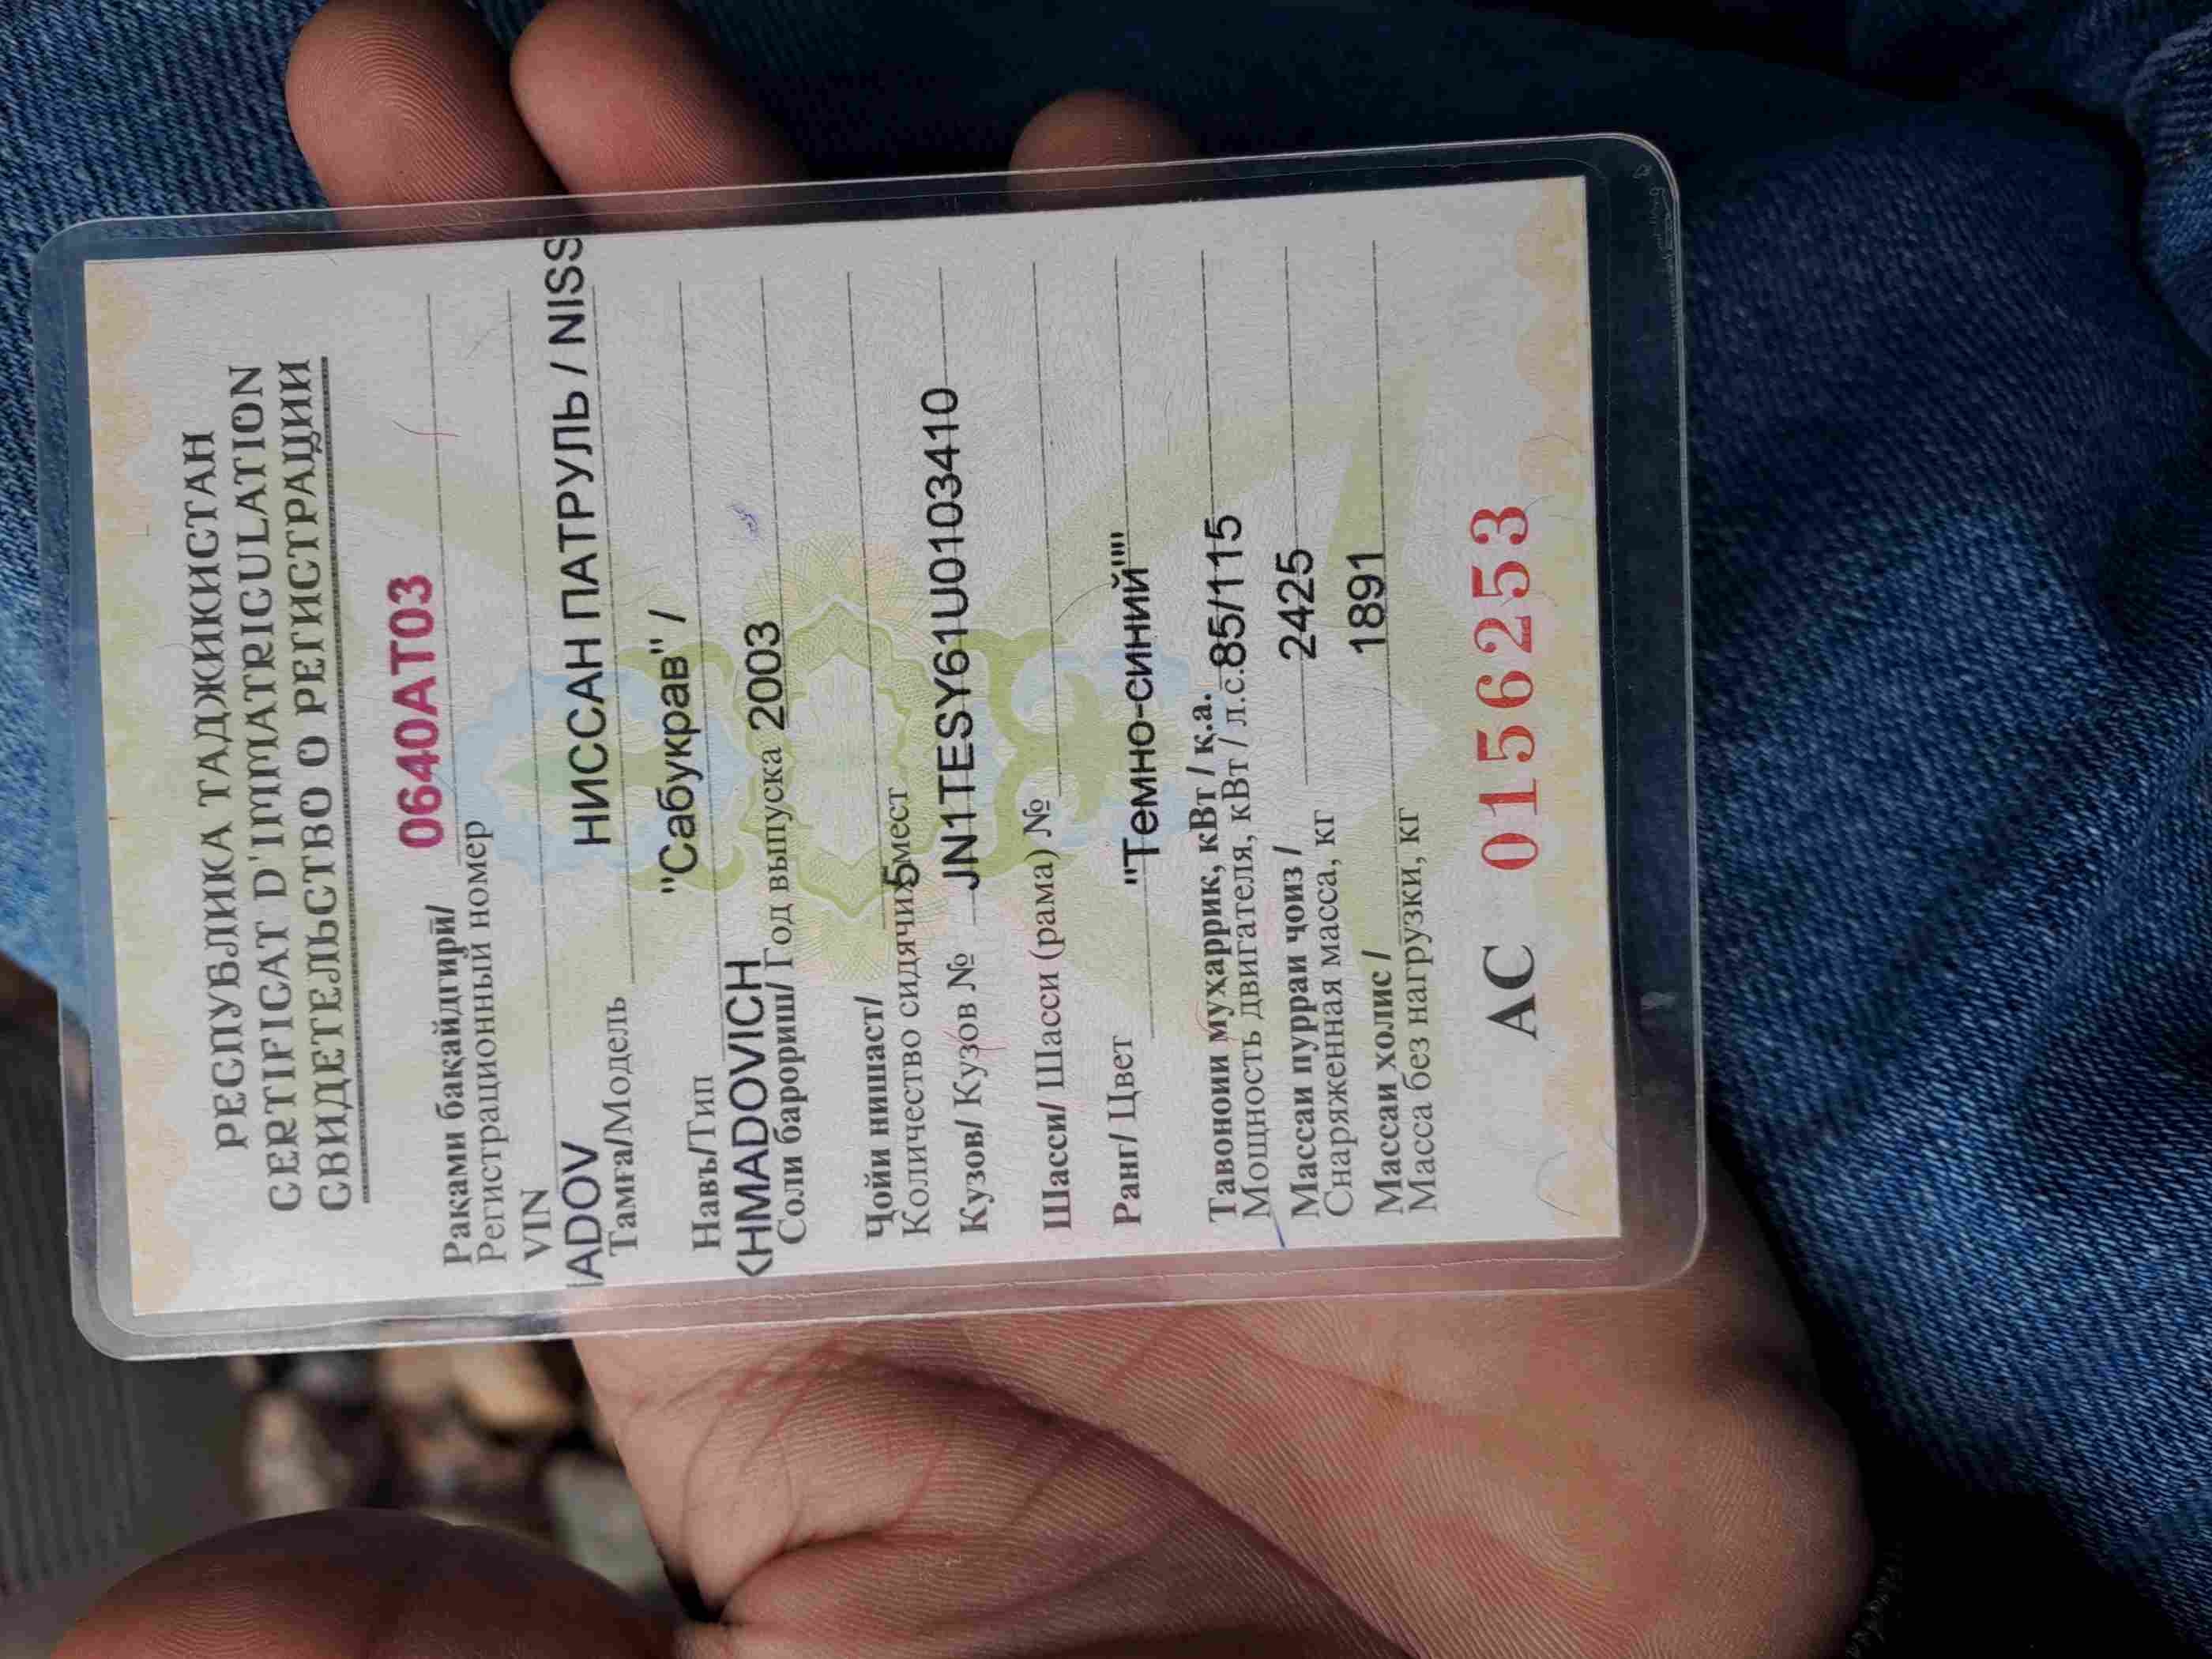 РЕСПУБЛИКА ТАДЖИКИСТАН
CERTIFICAT D'IMMATRICULATION
СВИДЕТЕЛЬСТВО О РЕГИСТРАЦИИ
Рақами бақайдгирӣ/ 0640AT03
Регистрационный номер
VIN
ADOV НИССАН ПАТРУЛЬ / NISS
Тамға/Модель
"Сабукрав" /
Навъ/Тип
KHMADOVICH
Соли барориш/ Год выпуска 2003
Ҷойи нишаст/
Количество сидячих 5 мест
Кузов/ Кузов № JN1TESY61U0103410
Шасси/ Шасси (рама) №
Ранг/ Цвет "Темно-синий""
Тавоноии муҳаррик, кВт / қ.а.
Мощность двигателя, кВт / л.с. 85/115
Массаи пурраи ҷоиз / 2425
Снаряженная масса, кг
Массаи холис / 1891
Масса без нагрузки, кг
АС 0156253